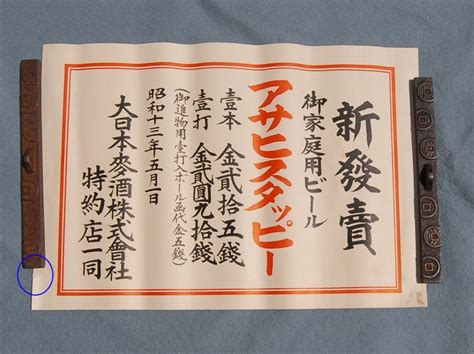 新發賣
御家庭用ビール
アサヒスタッピー
壹本 金貳拾五錢
壹打 金貳圓九拾錢
(御進物用壹打入ボール函代金五錢)
昭和十三年五月一日
大日本麥酒株式會社
特約店一同